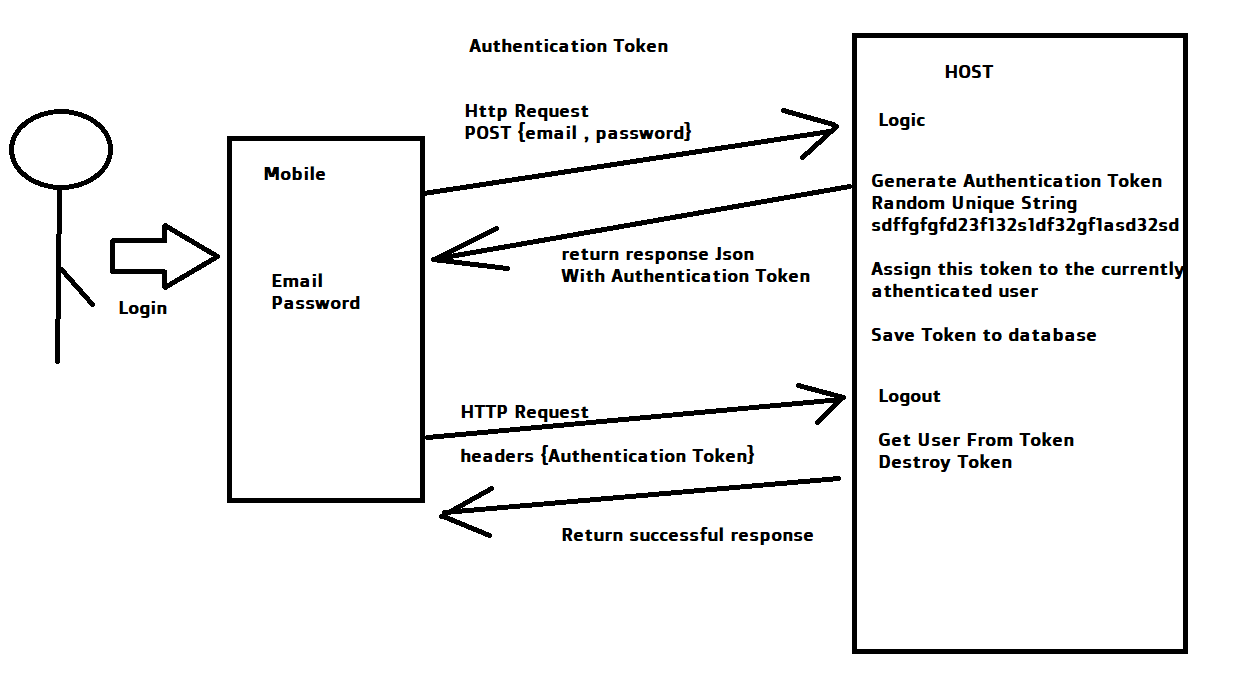 Authentication Token
HOST
Http Request
POST {email , password}
Logic
Mobile
Generate Authentication Token
Random Unique String
sdffgfgfd23f132s1df32gf1asd32sd
return response Json
With Authentication Token
Assign this token to the currently
athenticated user
Email
Password
Login
Save Token to database
HTTP Request
headers {Authentication Token}
Logout
Get User From Token
Destroy Token
Return successful response